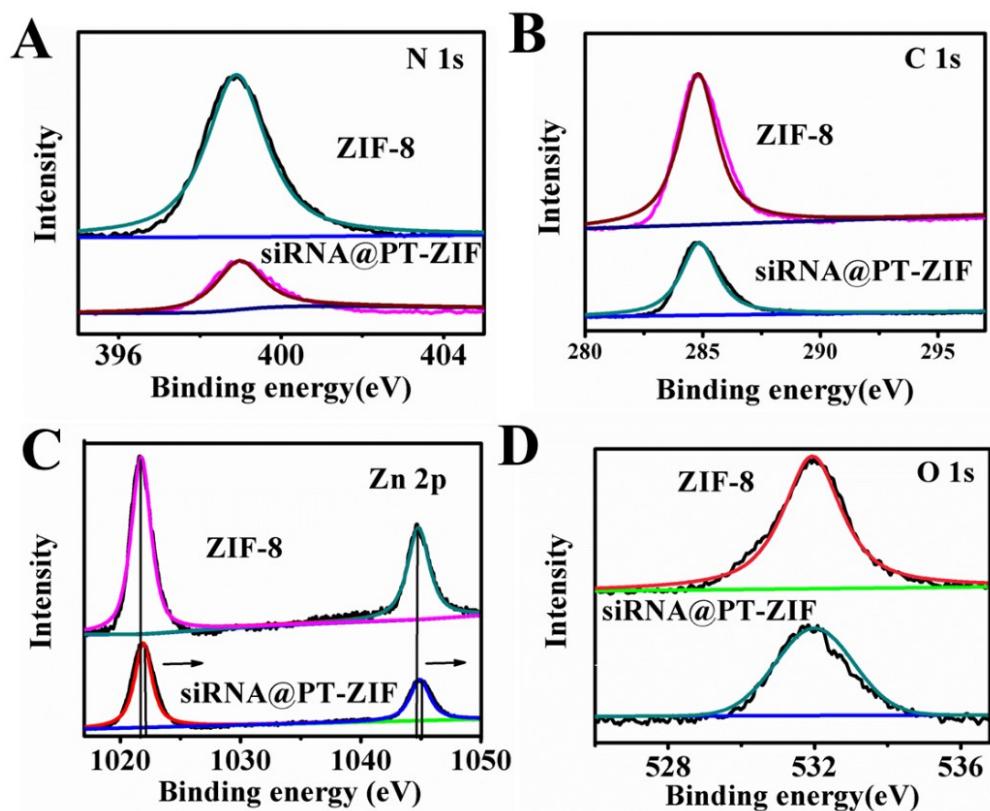 A
N 1s
ZIF-8
siRNA@PT-ZIF
Intensity
396 400 404
Binding energy(eV)
B
C 1s
ZIF-8
siRNA@PT-ZIF
Intensity
280 285 290 295
Binding energy(eV)
C
Zn 2p
ZIF-8
siRNA@PT-ZIF
Intensity
1020 1030 1040 1050
Binding energy(eV)
D
O 1s
ZIF-8
siRNA@PT-ZIF
Intensity
528 532 536
Binding energy(eV)